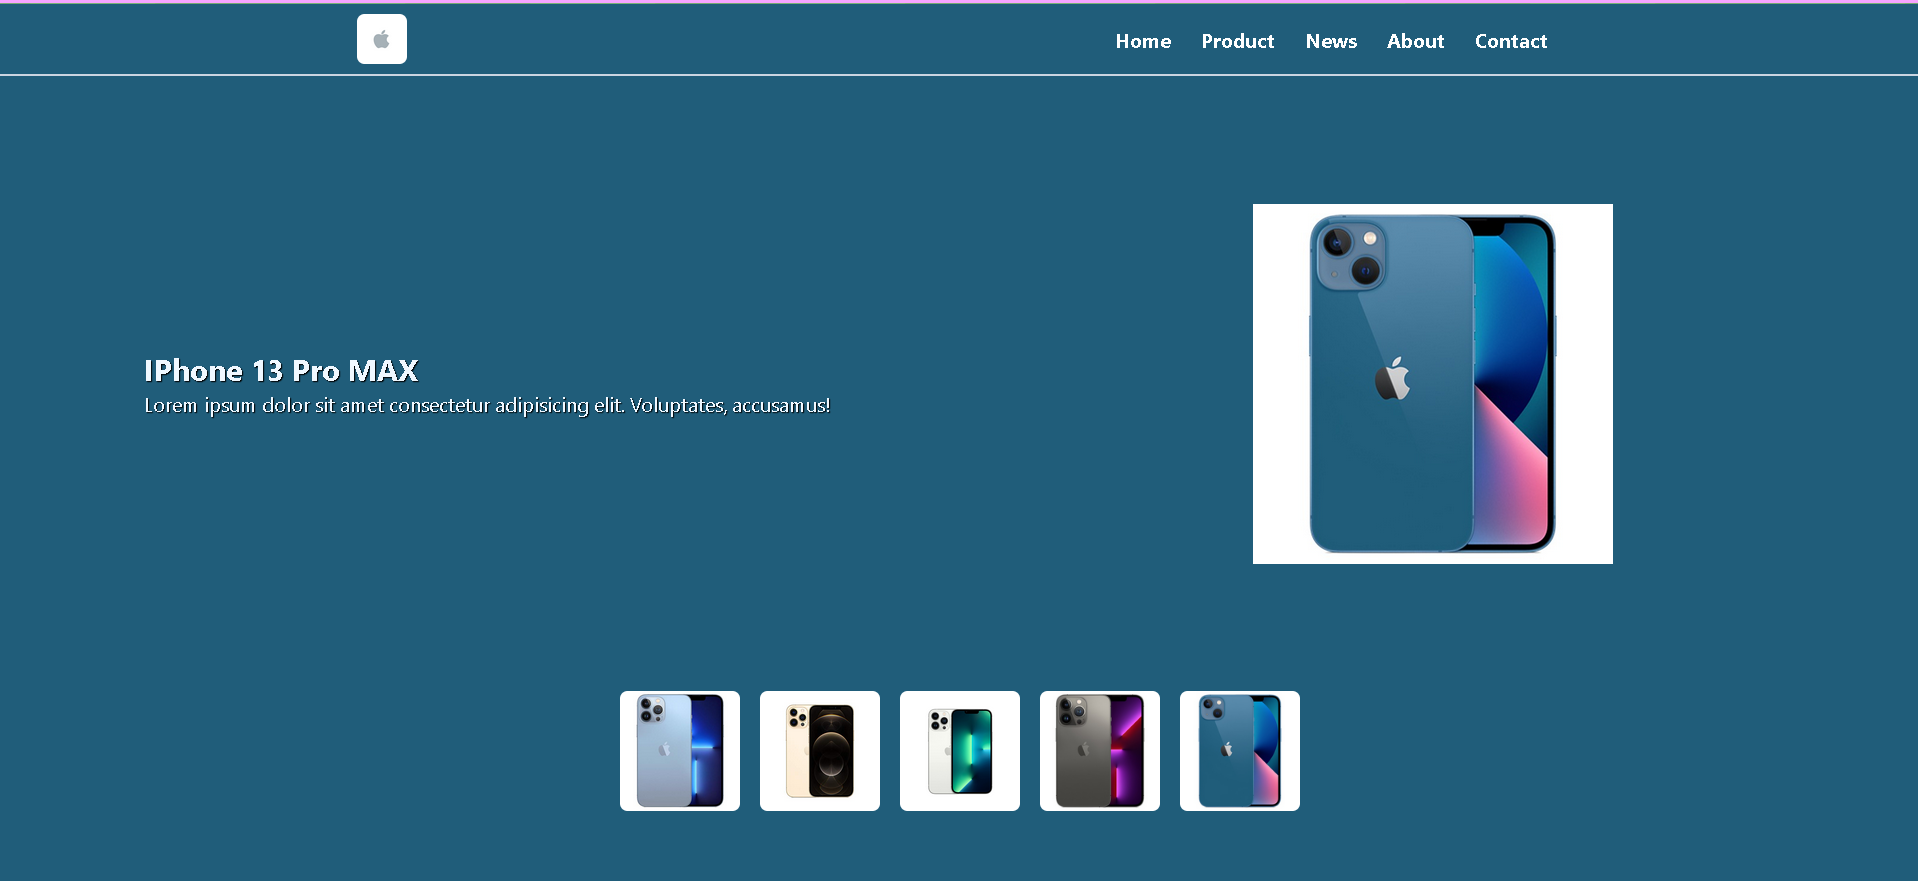 Home Product News About Contact
IPhone 13 Pro MAX
Lorem ipsum dolor sit amet consectetur adipisicing elit. Voluptates, accusamus!